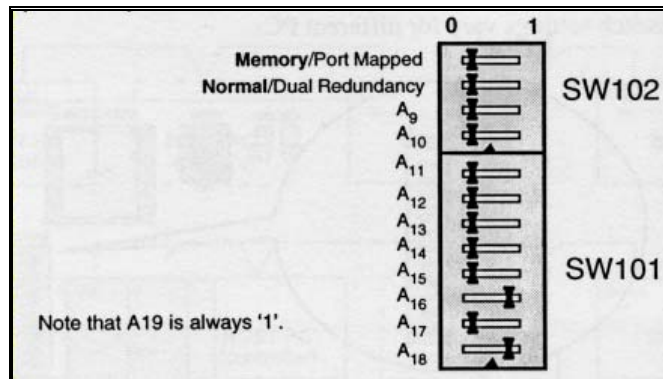 0 1
Memory/Port Mapped
Normal/Dual Redundancy
A9
A10
SW102
A11
A12
A13
A14
A15
A16
A17
A18
SW101
Note that A19 is always '1'.